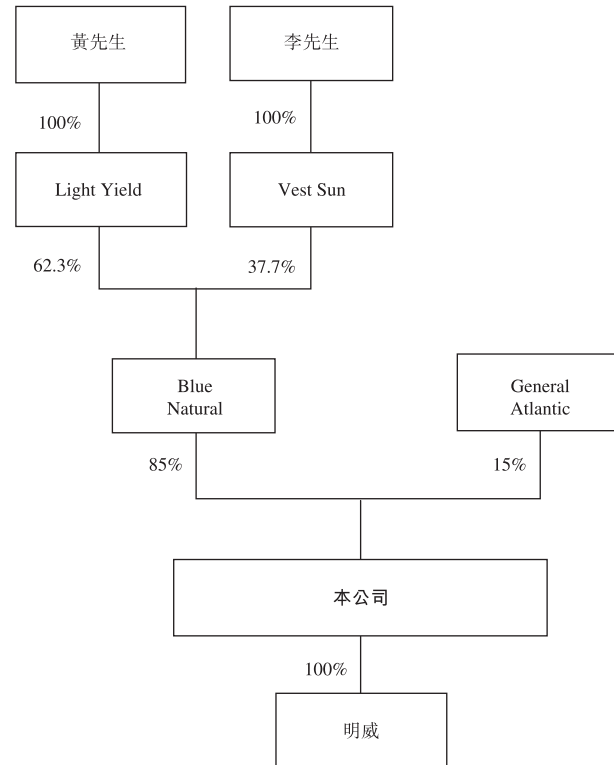 黃先生
李先生
100%
100%
Light Yield
Vest Sun
62.3%
37.7%
Blue
Natural
General
Atlantic
85%
15%
本公司
100%
明威